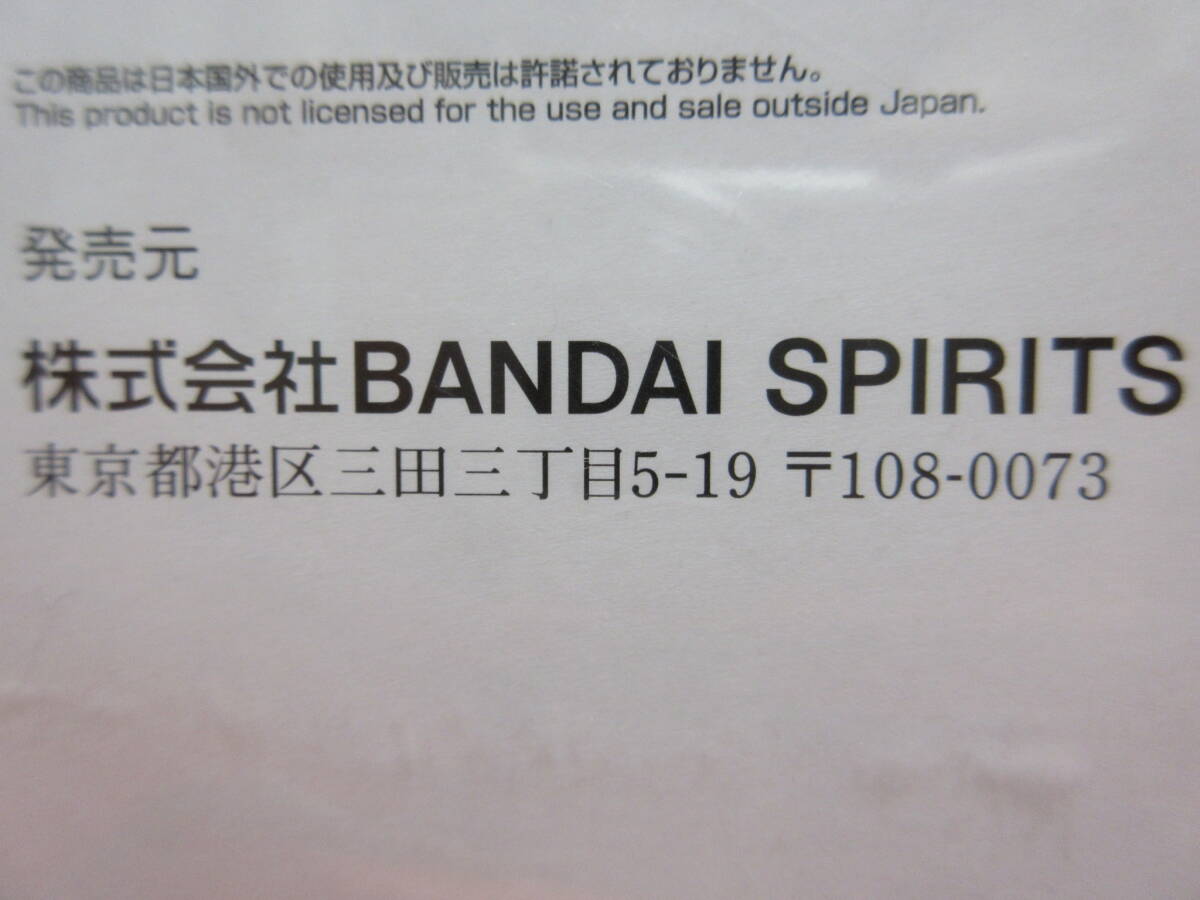 この商品は日本国外での使用及び販売は許諾されておりません。
This product is not licensed for the use and sale outside Japan.
発売元
株式会社BANDAI SPIRITS
東京都港区三田三丁目5-19 〒108-0073